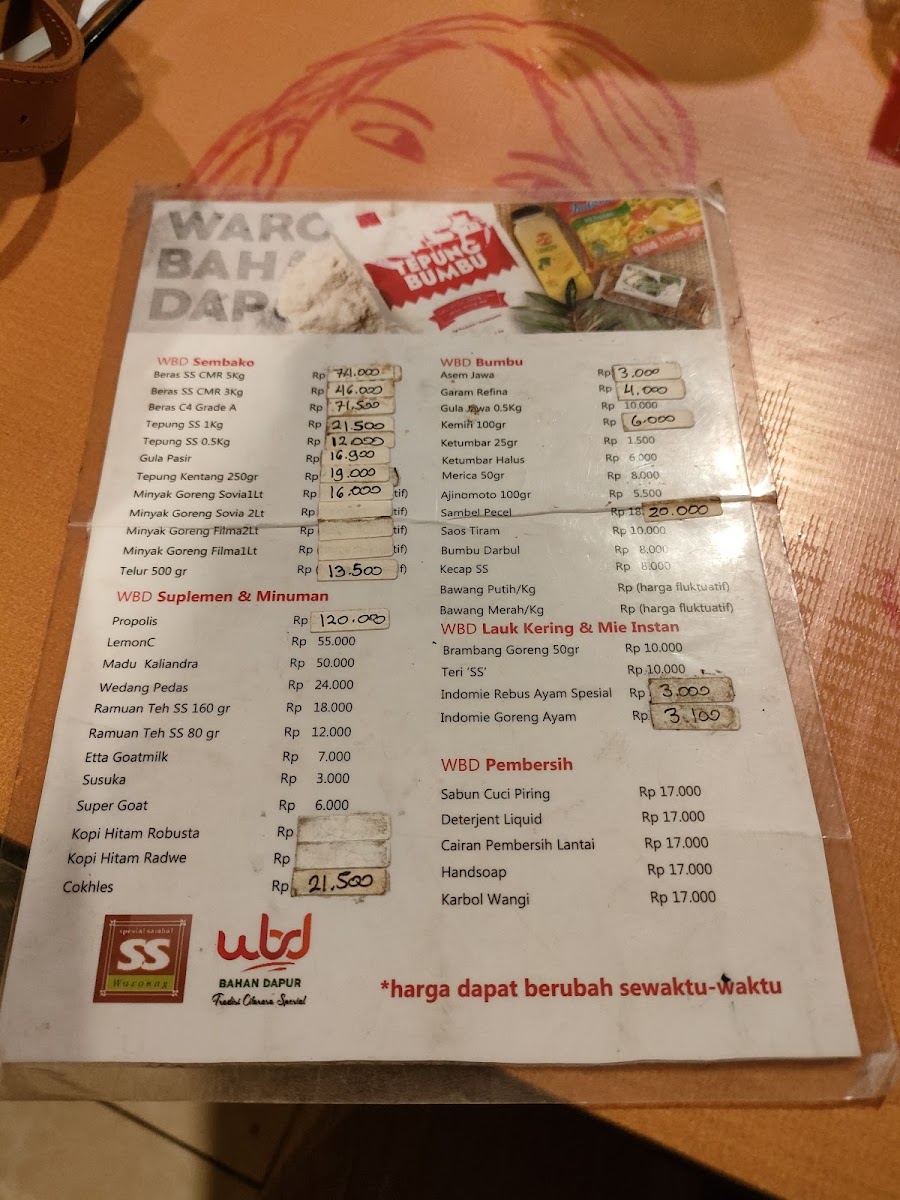 WARO
BAHA
DAP
TEPUNG
BUMBU
WBD Sembako
Beras SS CMR 5Kg Rp 74.000
Beras SS CMR 3Kg Rp 46.000
Beras C4 Grade A Rp 71.500
Tepung SS 1Kg Rp 21.500
Tepung SS 0.5Kg Rp 12.000
Gula Pasir Rp 16.900
Tepung Kentang 250gr Rp 19.000
Minyak Goreng Sovia1Lt Rp 16.000 tif)
Minyak Goreng Sovia 2Lt Rp tif)
Minyak Goreng Filma2Lt Rp tif)
Minyak Goreng Filma1Lt Rp ( tif)
Telur 500 gr Rp ( 13.500 f)
WBD Suplemen & Minuman
Propolis Rp 120.000
LemonC Rp 55.000
Madu Kaliandra Rp 50.000
Wedang Pedas Rp 24.000
Ramuan Teh SS 160 gr Rp 18.000
Ramuan Teh SS 80 gr Rp 12.000
Etta Goatmilk Rp 7.000
Susuka Rp 3.000
Super Goat Rp 6.000
Kopi Hitam Robusta Rp
Kopi Hitam Radwe Rp
Cokhles Rp 21.500
WBD Bumbu
Asem Jawa Rp 3.000
Garam Refina Rp 4.000
Gula Jawa 0.5Kg Rp 10.000
Kemiri 100gr Rp 6.000
Ketumbar 25gr Rp 1.500
Ketumbar Halus Rp 6.000
Merica 50gr Rp 8.000
Ajinomoto 100gr Rp 5.500
Sambel Pecel Rp 18 20.000
Saos Tiram Rp 10.000
Bumbu Darbul Rp 8.000
Kecap SS Rp 8.000
Bawang Putih/Kg Rp (harga fluktuatif)
Bawang Merah/Kg Rp (harga fluktuatif)
WBD Lauk Kering & Mie Instan
Brambang Goreng 50gr Rp 10.000
Teri 'SS' Rp 10.000
Indomie Rebus Ayam Spesial Rp 3.000
Indomie Goreng Ayam Rp 3.100
WBD Pembersih
Sabun Cuci Piring Rp 17.000
Deterjent Liquid Rp 17.000
Cairan Pembersih Lantai Rp 17.000
Handsoap Rp 17.000
Karbol Wangi Rp 17.000
spesial sambal
SS
Waroeng
wbd
BAHAN DAPUR
Tradisi Citarasa Spesial
*harga dapat berubah sewaktu-waktu